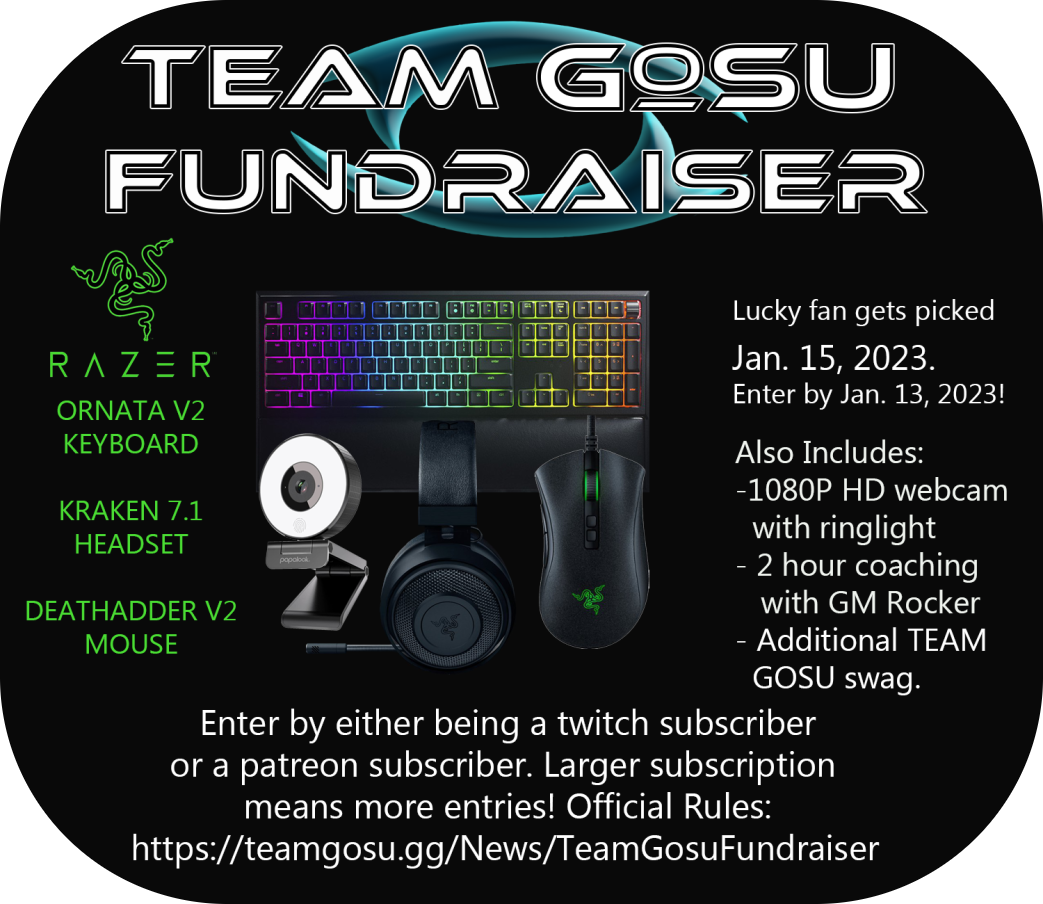 TEAM GOSU
FUNDRAISER
RAZER™
ORNATA V2
KEYBOARD
KRAKEN 7.1
HEADSET
DEATHADDER V2
MOUSE
papalook
Lucky fan gets picked
Jan. 15, 2023.
Enter by Jan. 13, 2023!
Also Includes:
-1080P HD webcam
with ringlight
- 2 hour coaching
with GM Rocker
- Additional TEAM
GOSU swag.
Enter by either being a twitch subscriber
or a patreon subscriber. Larger subscription
means more entries! Official Rules:
https://teamgosu.gg/News/TeamGosuFundraiser